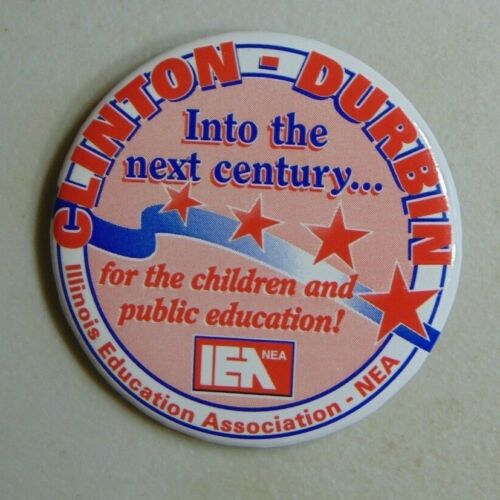 CLINTON - DURBIN
Into the
next century...
for the children and
public education!
IEA NEA
Illinois Education Association - NEA